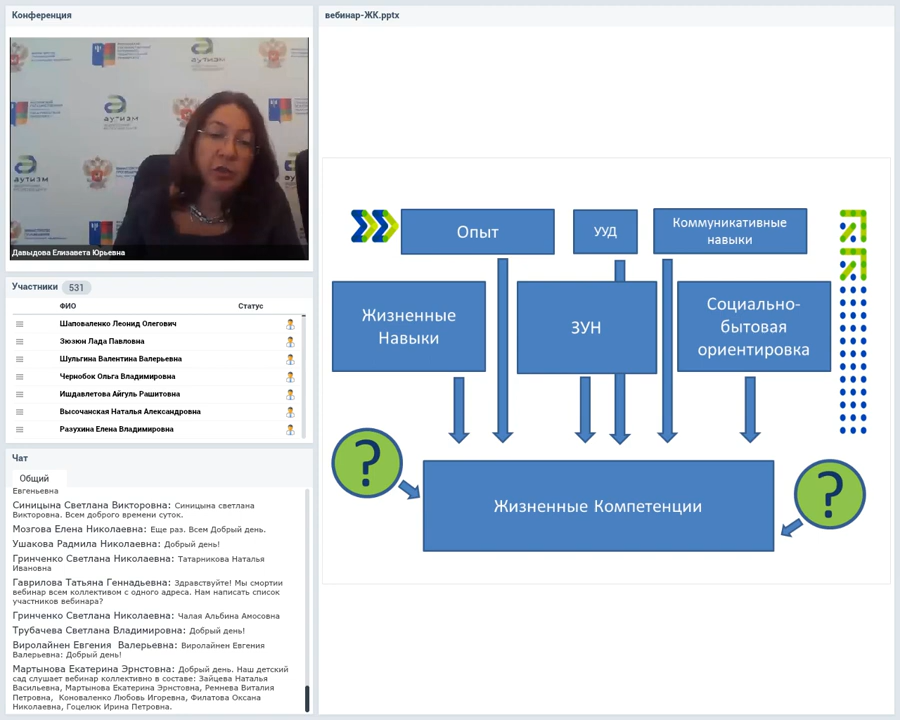 Конференция
вебинар-ЖК.pptx
аутизм
аутизм
аутизм
Давыдова Елизавета Юрьевна
Участники 531
ФИО Статус
Шаповаленко Леонид Олегович
Зюзюн Лада Павловна
Шульгина Валентина Валерьевна
Чернобок Ольга Владимировна
Ишдавлетова Айгуль Рашитовна
Высочанская Наталья Александровна
Разухина Елена Владимировна
Чат
Общий
Евгеньевна
Синицына Светлана Викторовна: Синицына светлана
Викторовна. Всем доброго времени суток.
Мозгова Елена Николаевна: Еще раз. Всем Добрый день.
Ушакова Радмила Николаевна: Добрый день!
Гринченко Светлана Николаевна: Татарникова Наталья
Ивановна
Гаврилова Татьяна Геннадьевна: Здравствуйте! Мы смортии
вебинар всем коллективом с одного адреса. Нам написать список
участников вебинара?
Гринченко Светлана Николаевна: Чалая Альбина Амосовна
Трубачева Светлана Владимировна: Добрый день!
Виролайнен Евгения Валерьевна: Виролайнен Евгения
Валерьевна: Добрый день!
Мартынова Екатерина Эрнстовна: Добрый день. Наш детский
сад слушает вебинар коллективно в составе: Зайцева Наталья
Васильевна, Мартынова Екатерина Эрнстовна, Ремнева Виталия
Петровна, Коноваленко Любовь Игоревна, Филатова Оксана
Николаевна, Гоцелюк Ирина Петровна.
Опыт
УУД
Коммуникативные
навыки
Жизненные
Навыки
ЗУН
Социально-
бытовая
ориентировка
?
?
Жизненные Компетенции